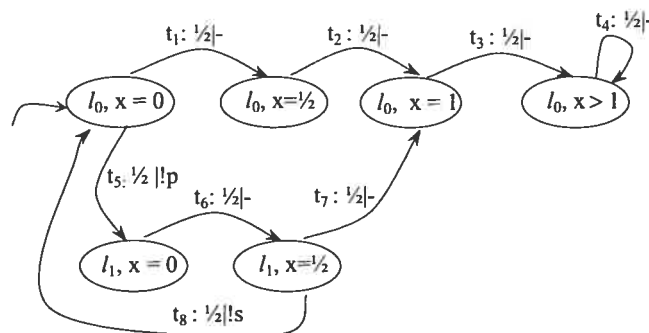 t₁: ½|-
t₂: ½|-
t₃: ½|-
t₄: ½|-
l₀, x = 0
l₀, x=½
l₀, x = 1
l₀, x > 1
t₅: ½ |!p
t₆: ½|-
t₇: ½|-
l₁, x = 0
l₁, x=½
t₈: ½|!s